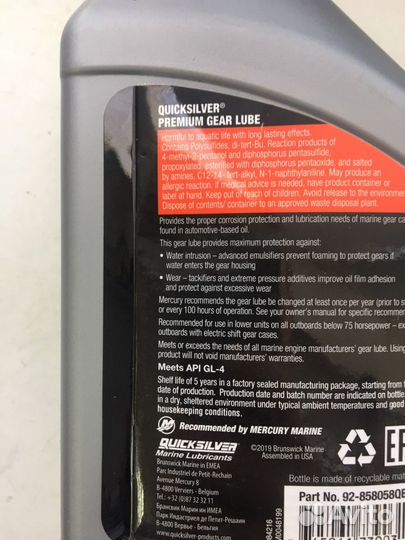 QUICKSILVER®
PREMIUM GEAR LUBE
Harmful to aquatic life with long lasting effects.
Contains Polysulfides, di-tert-Bu. Reaction products of
4-methyl-2-pentanol and diphosphorus pentasulfide,
propoxylated, esterified with diphosphorus pentaoxide, and salted
by amines, C12-14- tert-alkyl, N-1-naphthylaniline. May produce an
allergic reaction. If medical advice is needed, have product container or
label at hand. Keep out of reach of children. Avoid release to the environment
Dispose of contents/ container to an approved waste disposal plant.
Provides the proper corrosion protection and lubrication needs of marine gear ca
found in automotive-based oil.
This gear lube provides maximum protection against:
• Water intrusion – advanced emulsifiers prevent foaming to protect gears if
water enters the gear housing
• Wear – tackifiers and extreme pressure additives improve oil film adhesion
and protect against excessive wear
Mercury recommends the gear lube be changed at least once per year (prior to s
or every 100 hours of operation. See your owner's manual for specific recommen
Recommended for use in lower units on all outboards below 75 horsepower – ex
outboards with electric shift gear cases.
Meets or exceeds the needs of all marine engine manufacturers' gear lube. Using
product will not void manufacturers' warranties.
Meets API GL-4
Shelf life of 5 years in a factory sealed manufacturing package, starting from
date of production. Production date and batch number are indicated on bottle
in a dry, sheltered environment under typical ambient temperatures and good
housekeeping conditions.
Recommended by MERCURY MARINE
QUICKSILVER
Marine Lubricants
Brunswick Marine in EMEA
Parc Industriel de Petit-Rechain
Avenue Mercury 8
B-4800 Verviers - Belgium
Tel.: +32 (0)87 32 32 11
Брансвик Марин ин ЕМЕА
Парк Индастриел де Петит-Решаин
В-4800 Вервье - Бельгия
www.quicksilver-products.com
©2019 Brunswick Marine
Assembled in USA
Bottle is made in
Part No. 92-858058QE
84216
M0048199
Avito